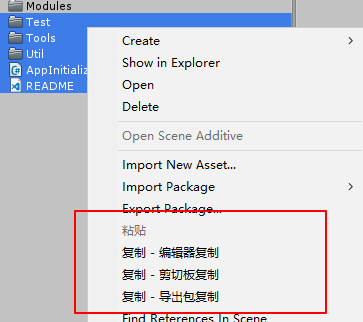 Modules
Test
Tools
Util
AppInitializ
README
Create
Show in Explorer
Open
Delete
Open Scene Additive
Import New Asset...
Import Package
Export Package...
粘贴
复制 - 编辑器复制
复制 - 剪切板复制
复制 - 导出包复制
Find References In Scene